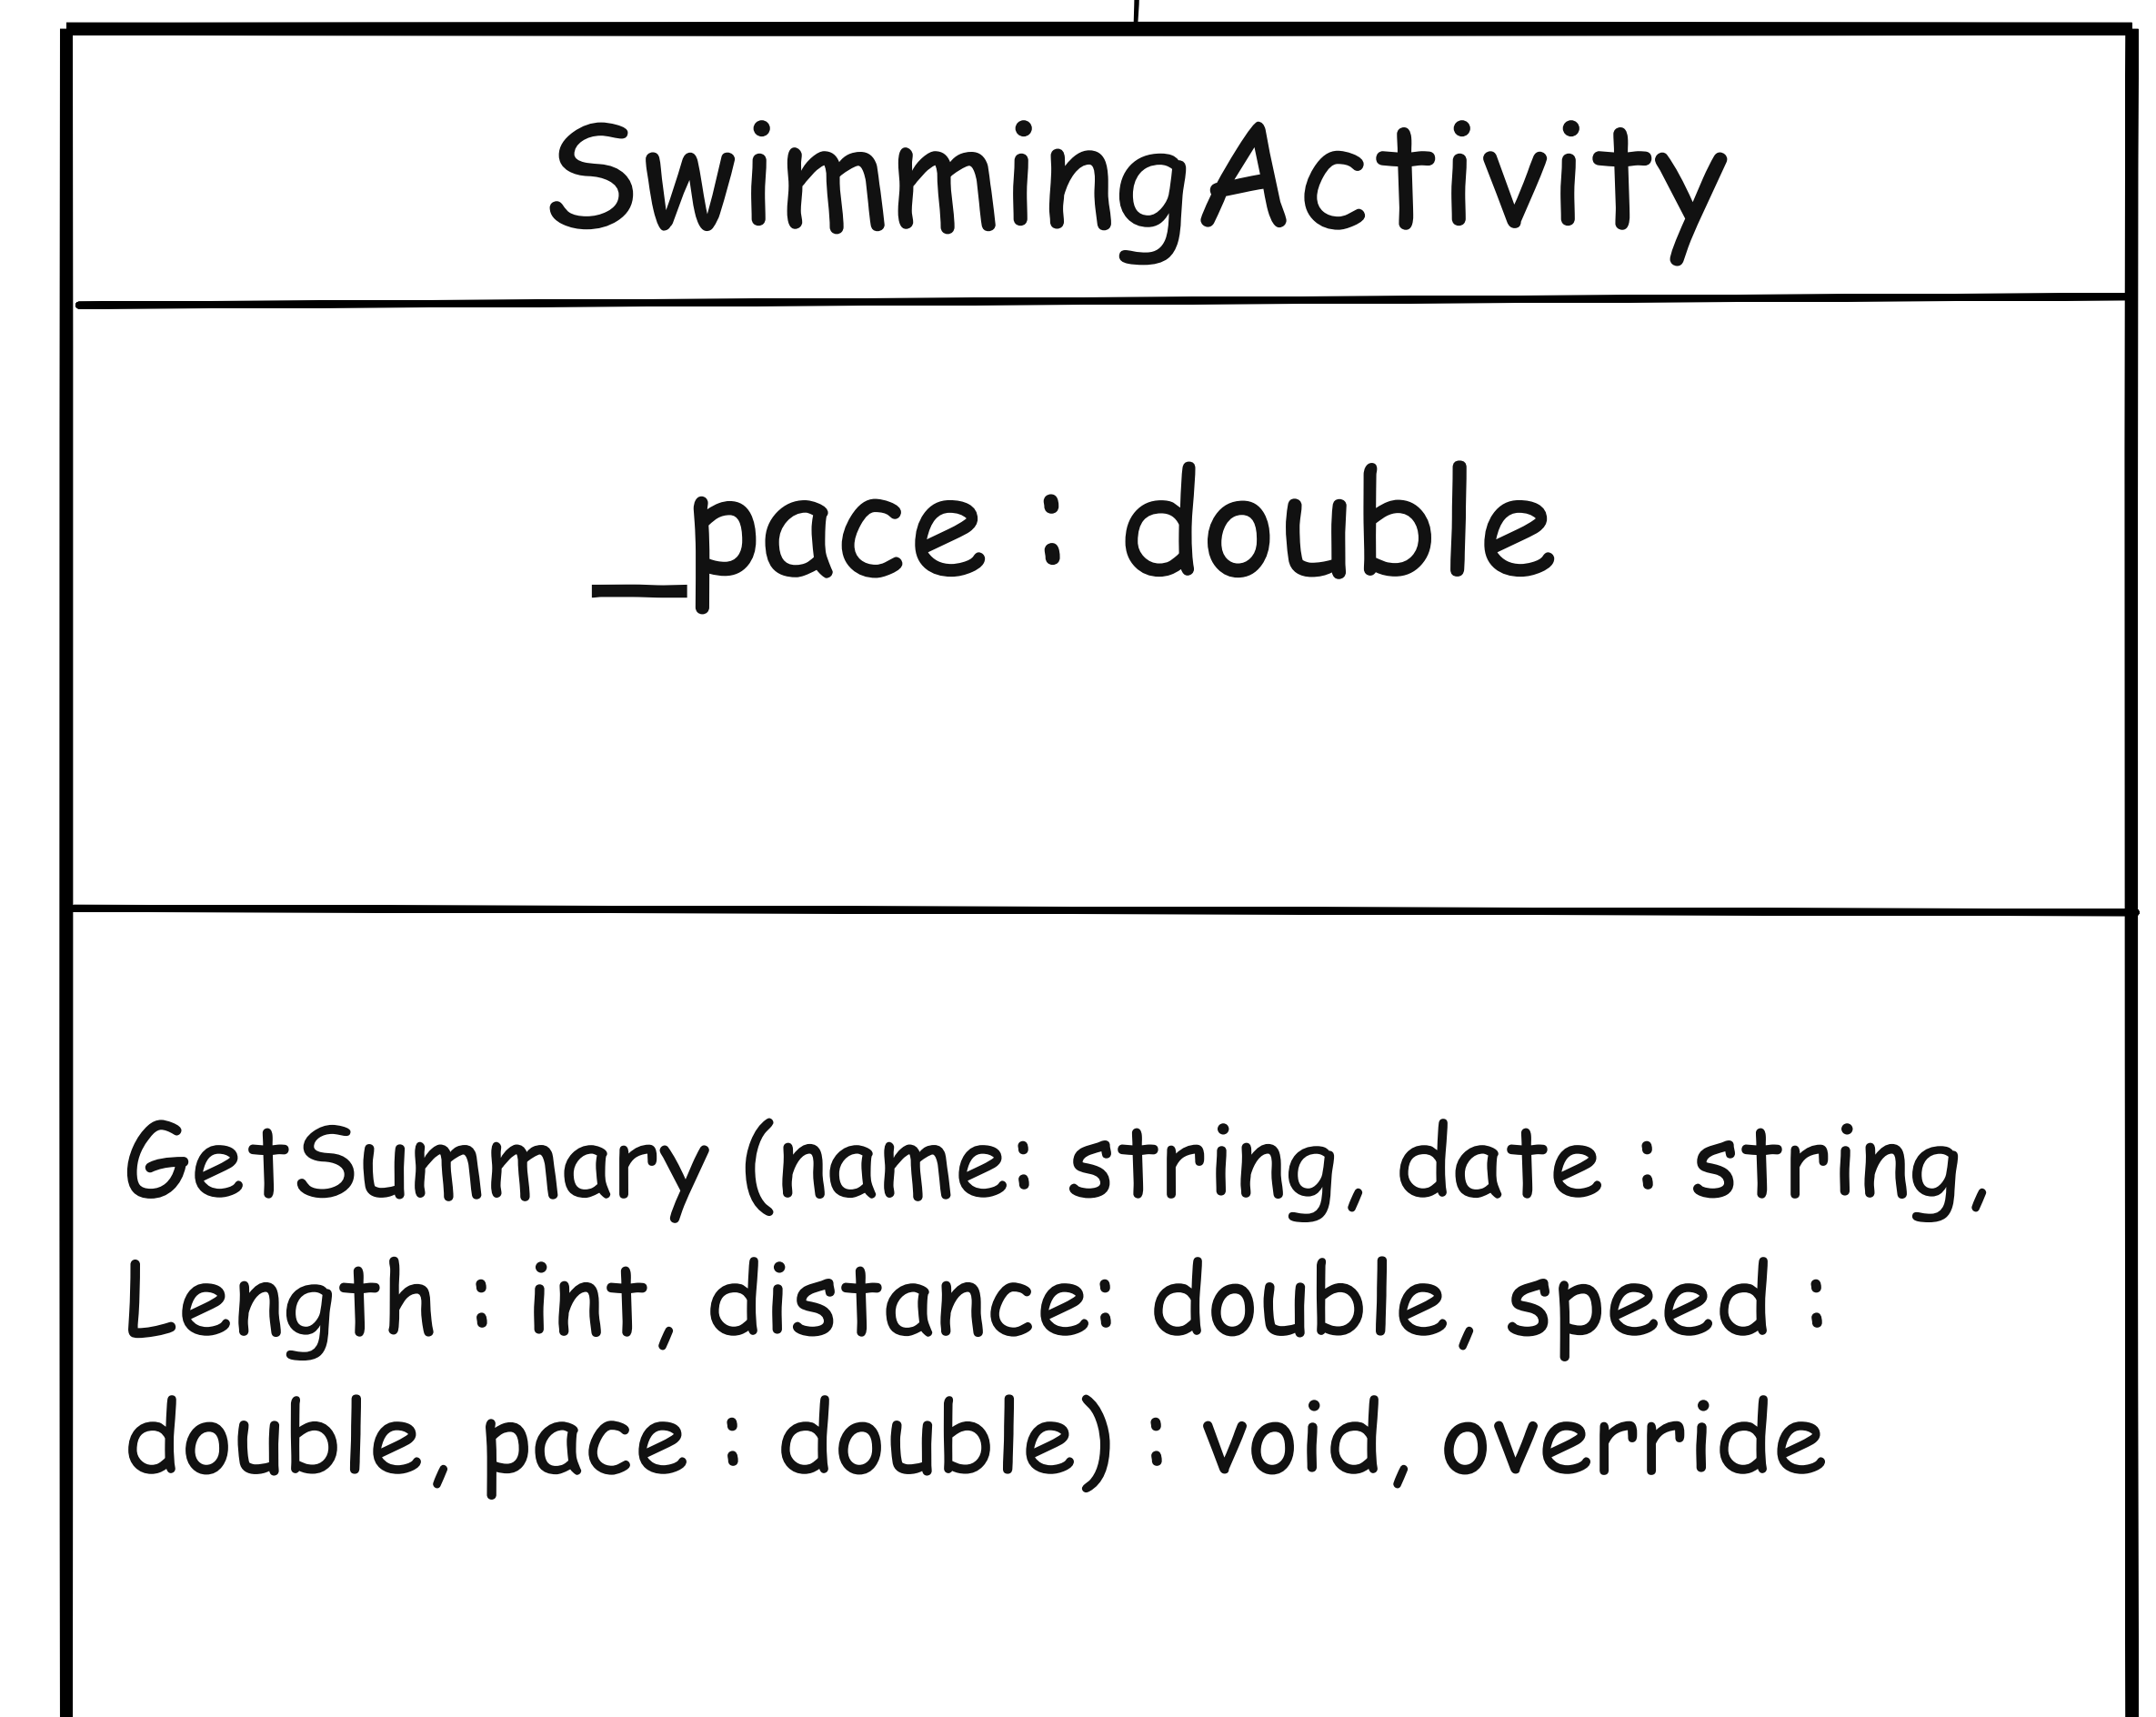 SwimmingActivity
_pace : double
GetSummary (name: string, date : string,
Length : int, distance: double, speed :
double, pace : double) : void, override